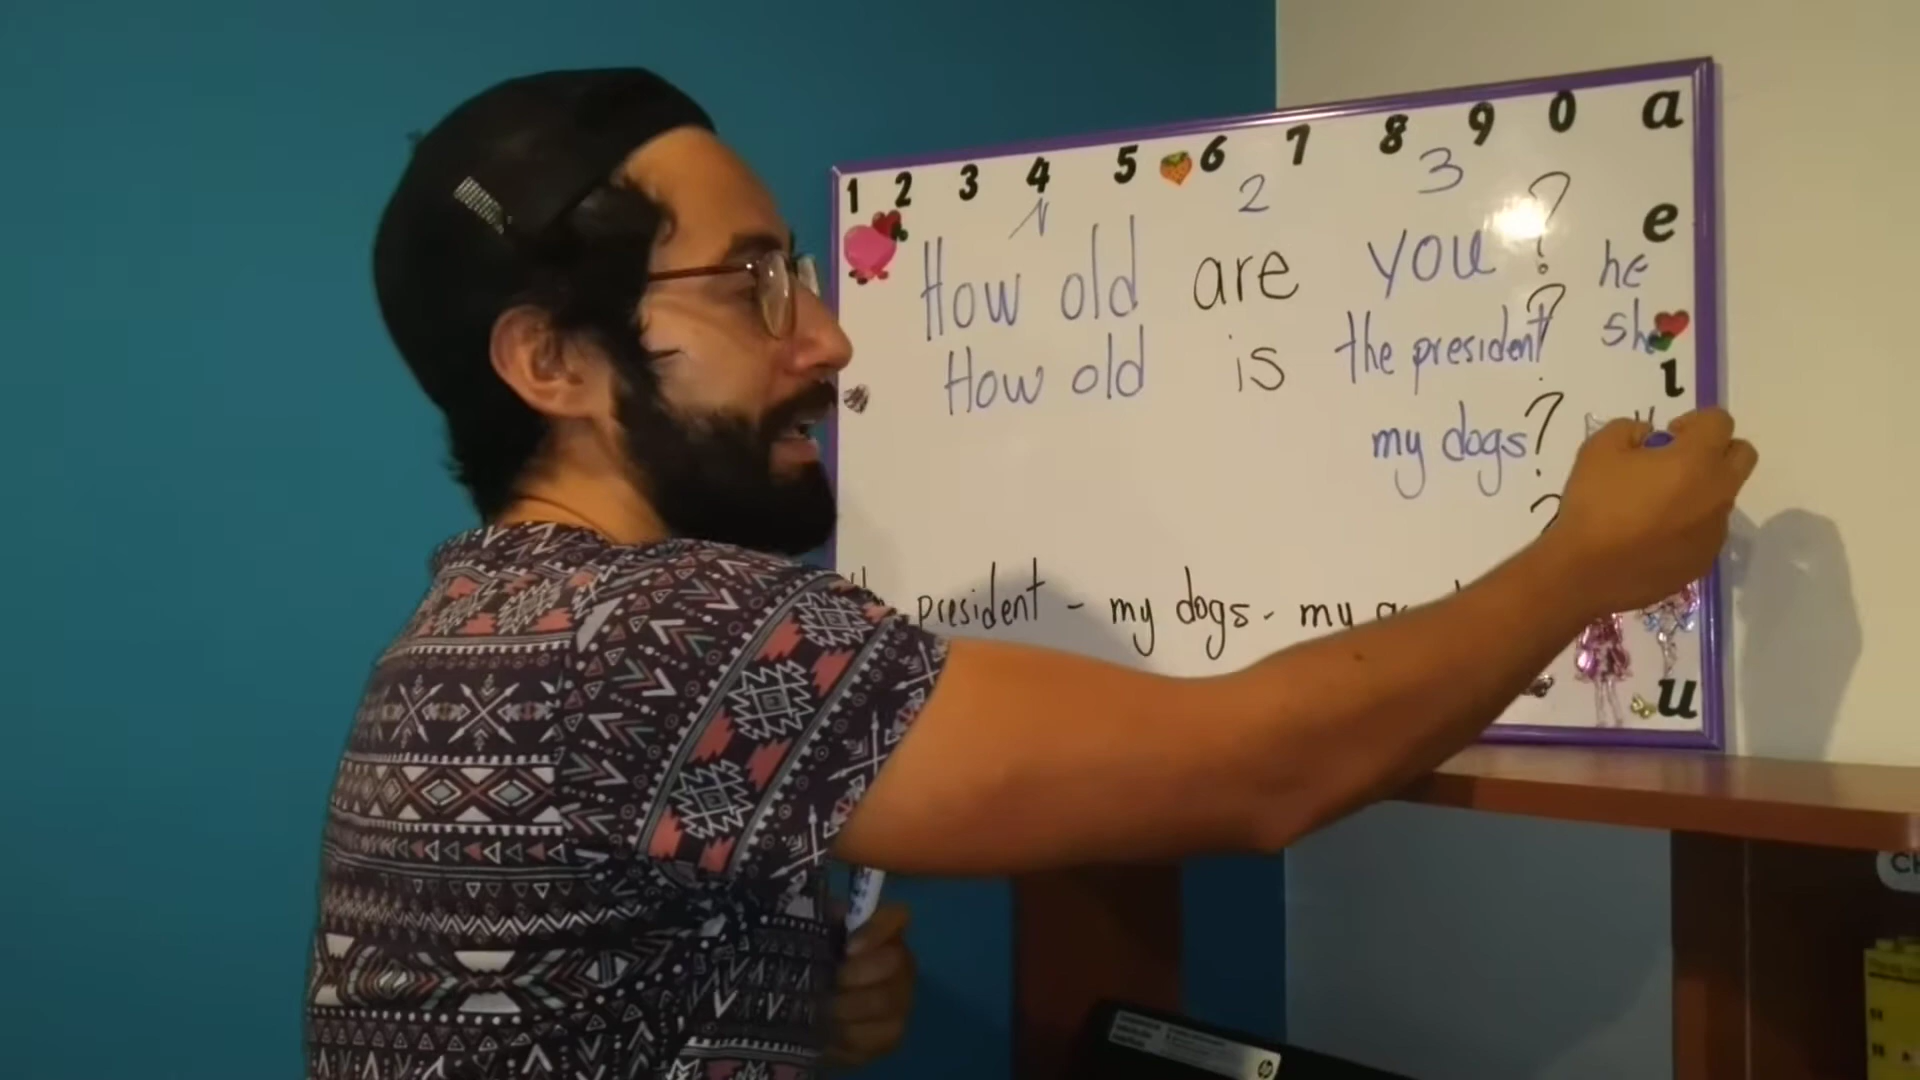 1 2 3 4 5 6 7 8 9 0
a
e
i
u
1 2 3
How old are you? he
How old is the president? she
my dogs?
?
president - my dogs - my
hp